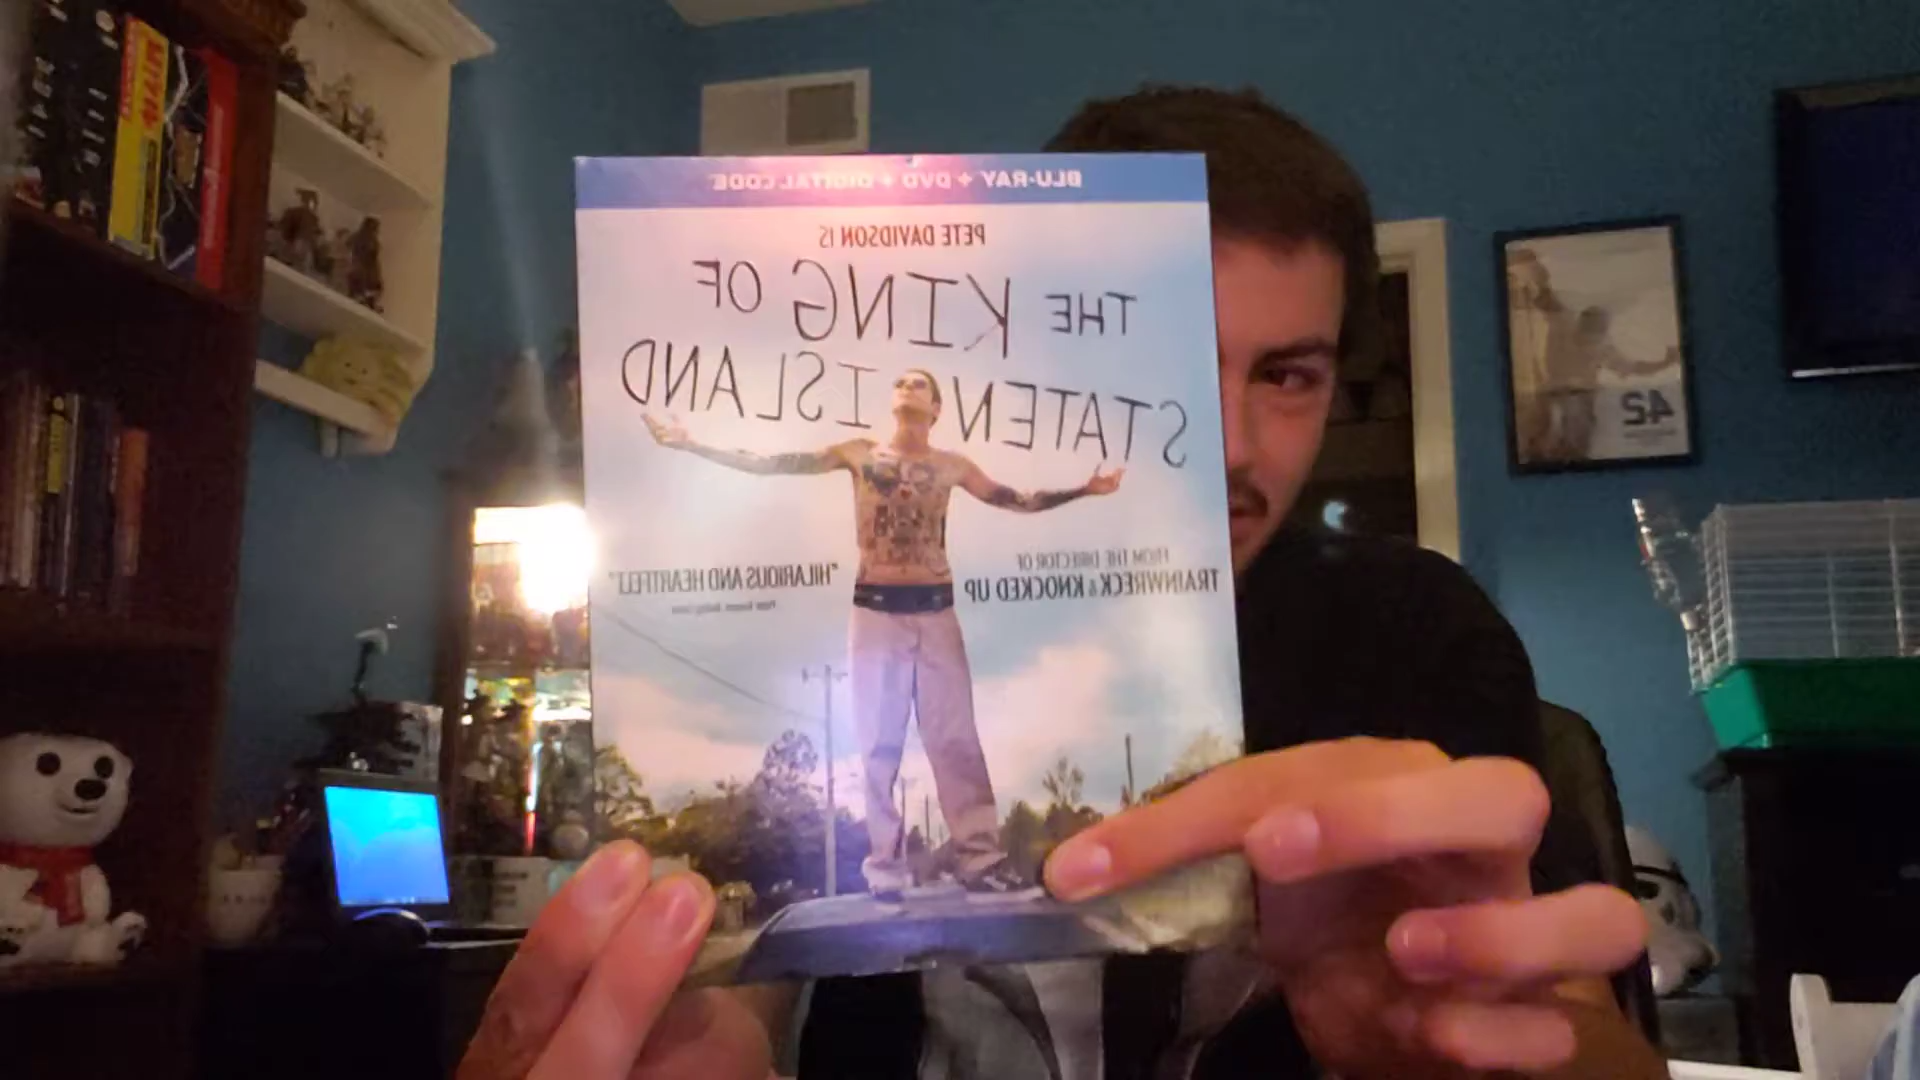 BLU-RAY + DVD + DIGITAL CODE
PETE DAVIDSON IS
THE KING OF
STATEN ISLAND
FROM THE DIRECTOR OF
TRAINWRECK & KNOCKED UP
"HILARIOUS AND HEARTFELT"
42